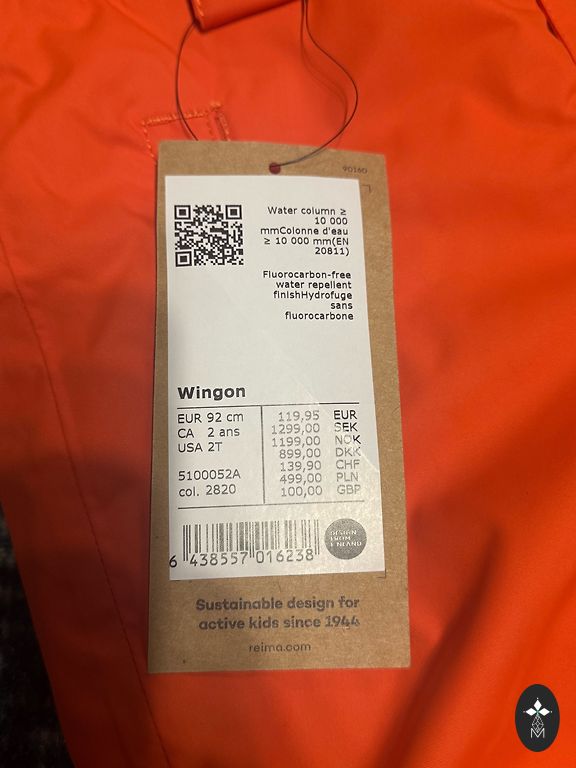 90160
Water column ≥
10 000
mmColonne d'eau
≥ 10 000 mm(EN
20811)
Fluorocarbon-free
water repellent
finishHydrofuge
sans
fluorocarbone
Wingon
EUR 92 cm
CA 2 ans
USA 2T
5100052A
col. 2820
119,95 EUR
1299,00 SEK
1199,00 NOK
899,00 DKK
139,90 CHF
499,00 PLN
100,00 GBP
6 438557 016238
DESIGN
FROM
FINLAND
Sustainable design for
active kids since 1944
reima.com
M